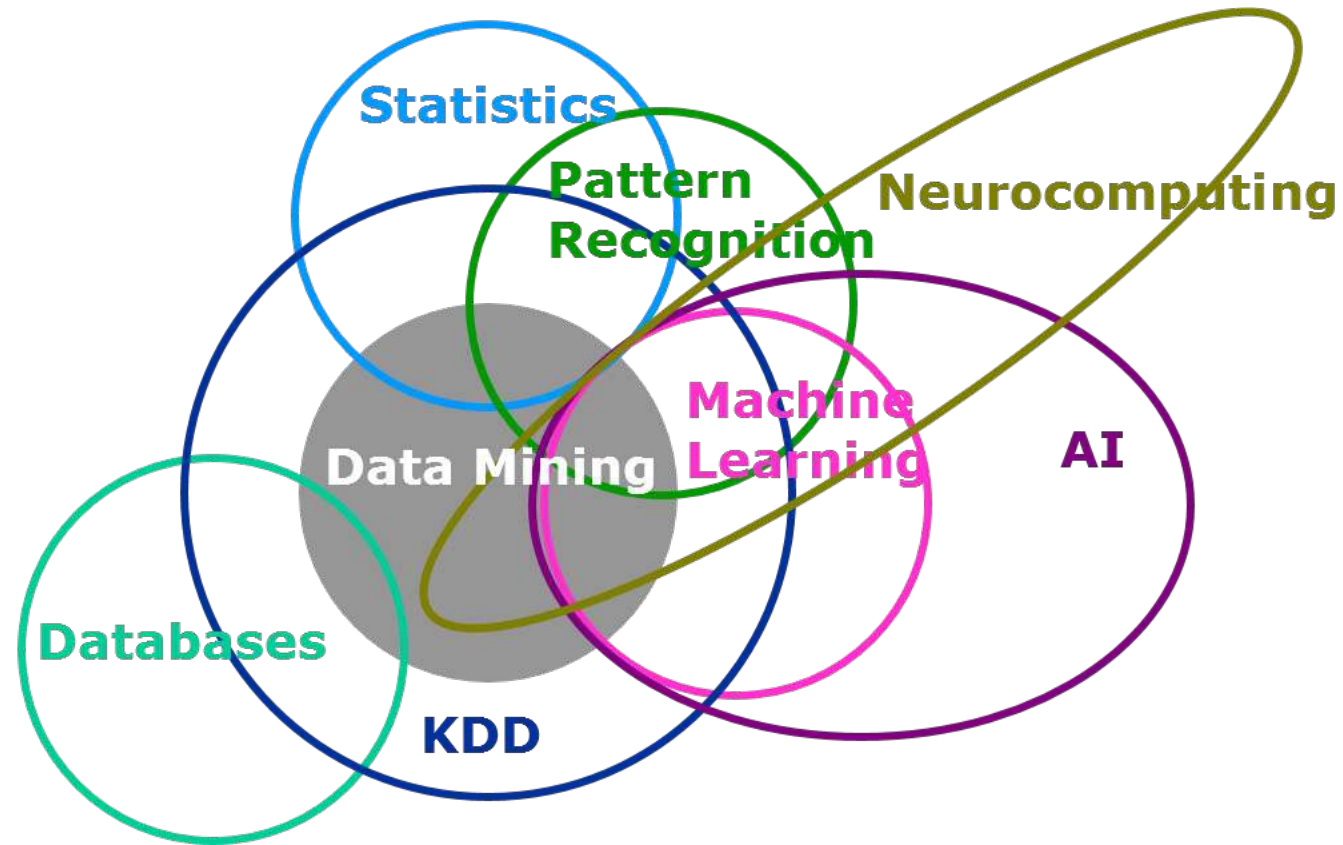 Statistics
Pattern
Recognition
Neurocomputing
Machine
Learning
AI
Data Mining
Databases
KDD